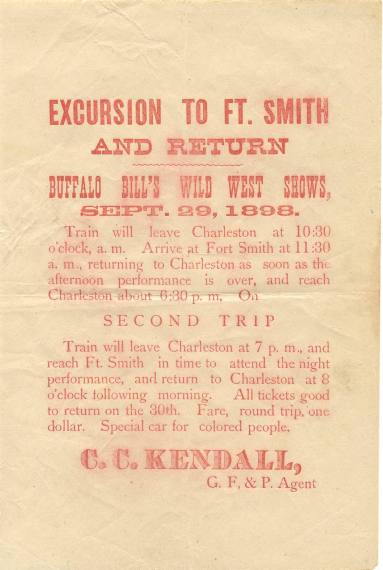 EXCURSION TO FT. SMITH
AND RETURN
BUFFALO BILL'S WILD WEST SHOWS,
SEPT. 29, 1898.
Train will leave Charleston at 10:30
o'clock, a. m. Arrive at Fort Smith at 11:30
a. m., returning to Charleston as soon as the
afternoon performance is over, and reach
Charleston about 6:30 p. m. On
SECOND TRIP
Train will leave Charleston at 7 p. m., and
reach Ft. Smith in time to attend the night
performance, and return to Charleston at 8
o'clock following morning. All tickets good
to return on the 30th. Fare, round trip, one
dollar. Special car for colored people.
C. C. KENDALL,
G. F. & P. Agent